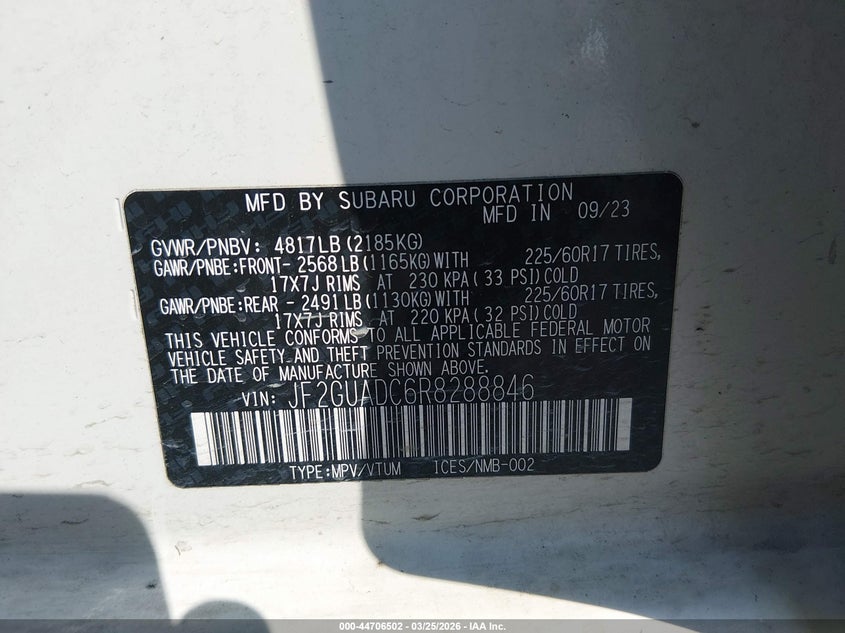 MFD BY SUBARU CORPORATION
MFD IN 09/23
GVWR/PNBV: 4817LB(2185KG)
GAWR/PNBE:FRONT- 2568LB(1165KG)WITH 225/60R17 TIRES,
17X7J RIMS AT 230 KPA(33 PSI)COLD
GAWR/PNBE:REAR - 2491LB(1130KG)WITH 225/60R17 TIRES,
17X7J RIMS AT 220 KPA(32 PSI)COLD
THIS VEHICLE CONFORMS TO ALL APPLICABLE FEDERAL MOTOR
VEHICLE SAFETY AND THEFT PREVENTION STANDARDS IN EFFECT ON
THE DATE OF MANUFACTURE SHOWN ABOVE.
VIN: JF2GUADC6R8288846
TYPE:MPV/VTUM ICES/NMB-002
000-44706502 - 03/25/2026 - IAA Inc.